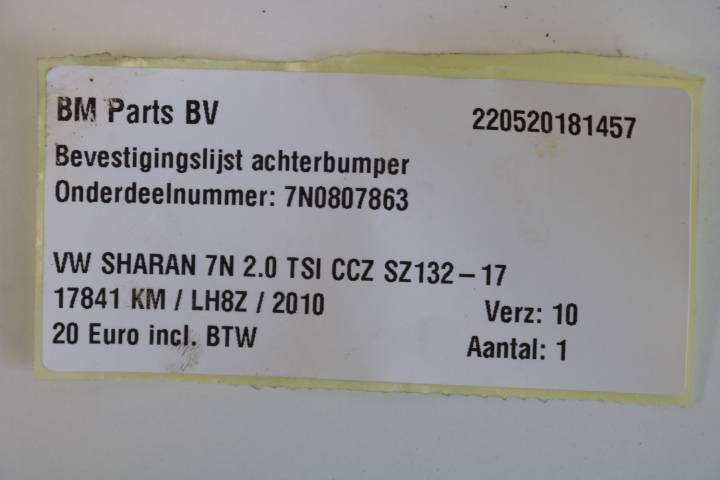 BM Parts BV 220520181457
Bevestigingslijst achterbumper
Onderdeelnummer: 7N0807863
VW SHARAN 7N 2.0 TSI CCZ SZ132-17
17841 KM / LH8Z / 2010 Verz: 10
20 Euro incl. BTW Aantal: 1